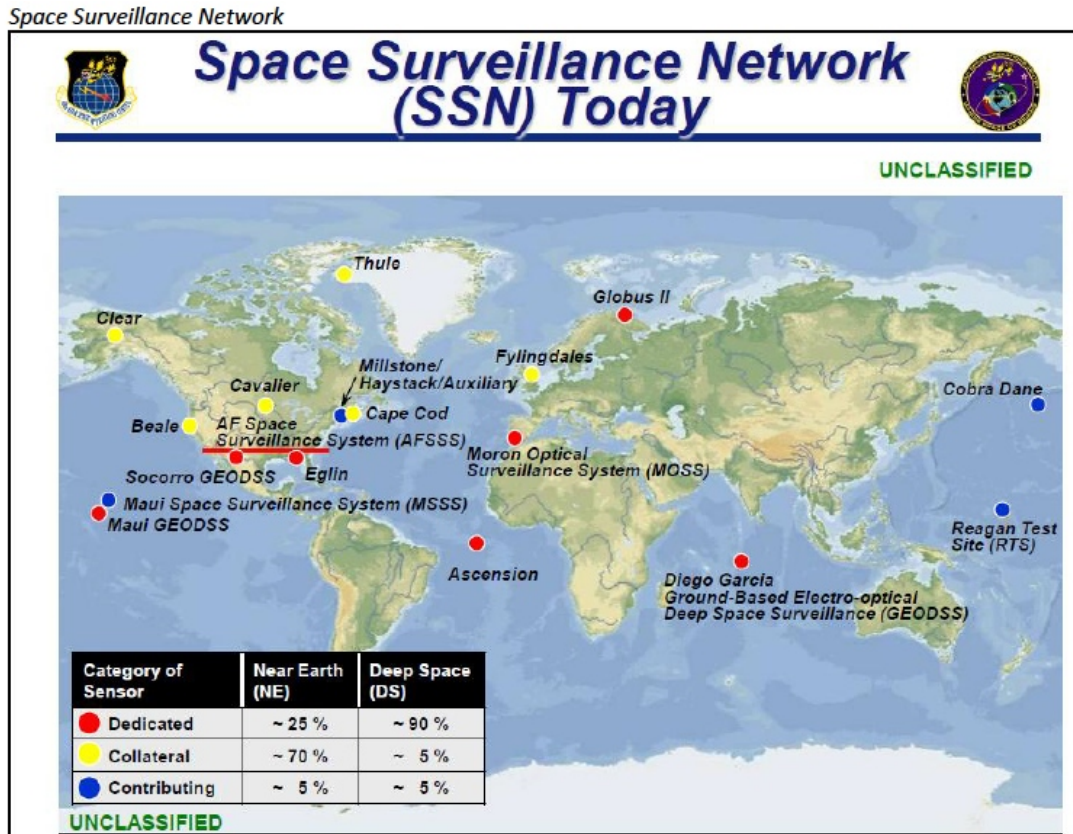 Space Surveillance Network
Space Surveillance Network
(SSN) Today
UNCLASSIFIED
Thule
Globus II
Clear
Millstone/
Haystack/Auxiliary
Fylingdales
Cavalier
Cobra Dane
Cape Cod
Beale
AF Space
Surveillance System (AFSSS)
Moron Optical
Surveillance System (MOSS)
Socorro GEODSS
Eglin
Maui Space Surveillance System (MSSS)
Maui GEODSS
Reagan Test
Site (RTS)
Ascension
Diego Garcia
Ground-Based Electro-optical
Deep Space Surveillance (GEODSS)
Category of Sensor Near Earth (NE) Deep Space (DS)
Dedicated ~ 25 % ~ 90 %
Collateral ~ 70 % ~ 5 %
Contributing ~ 5 % ~ 5 %
UNCLASSIFIED